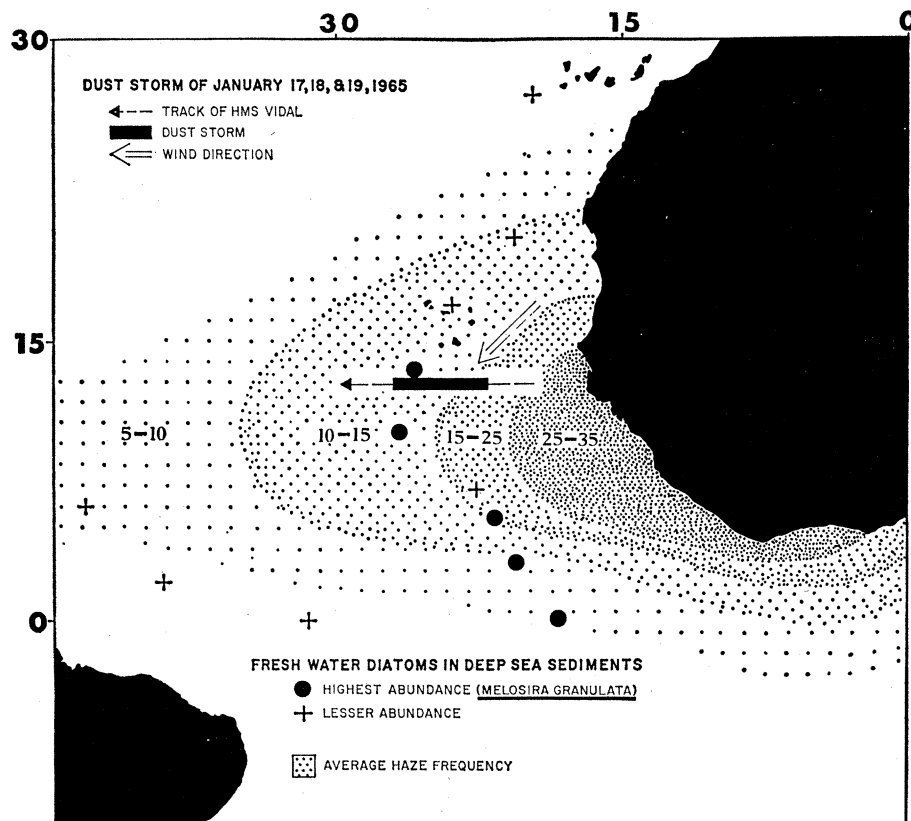 30 15 0
30
DUST STORM OF JANUARY 17,18, &19, 1965
TRACK OF HMS VIDAL
DUST STORM
WIND DIRECTION
15
5-10 10-15 15-25 25-35
0
FRESH WATER DIATOMS IN DEEP SEA SEDIMENTS
HIGHEST ABUNDANCE (MELOSIRA GRANULATA)
LESSER ABUNDANCE
AVERAGE HAZE FREQUENCY